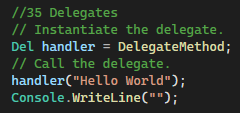 //35 Delegates
// Instantiate the delegate.
Del handler = DelegateMethod;
// Call the delegate.
handler("Hello World");
Console.WriteLine("");